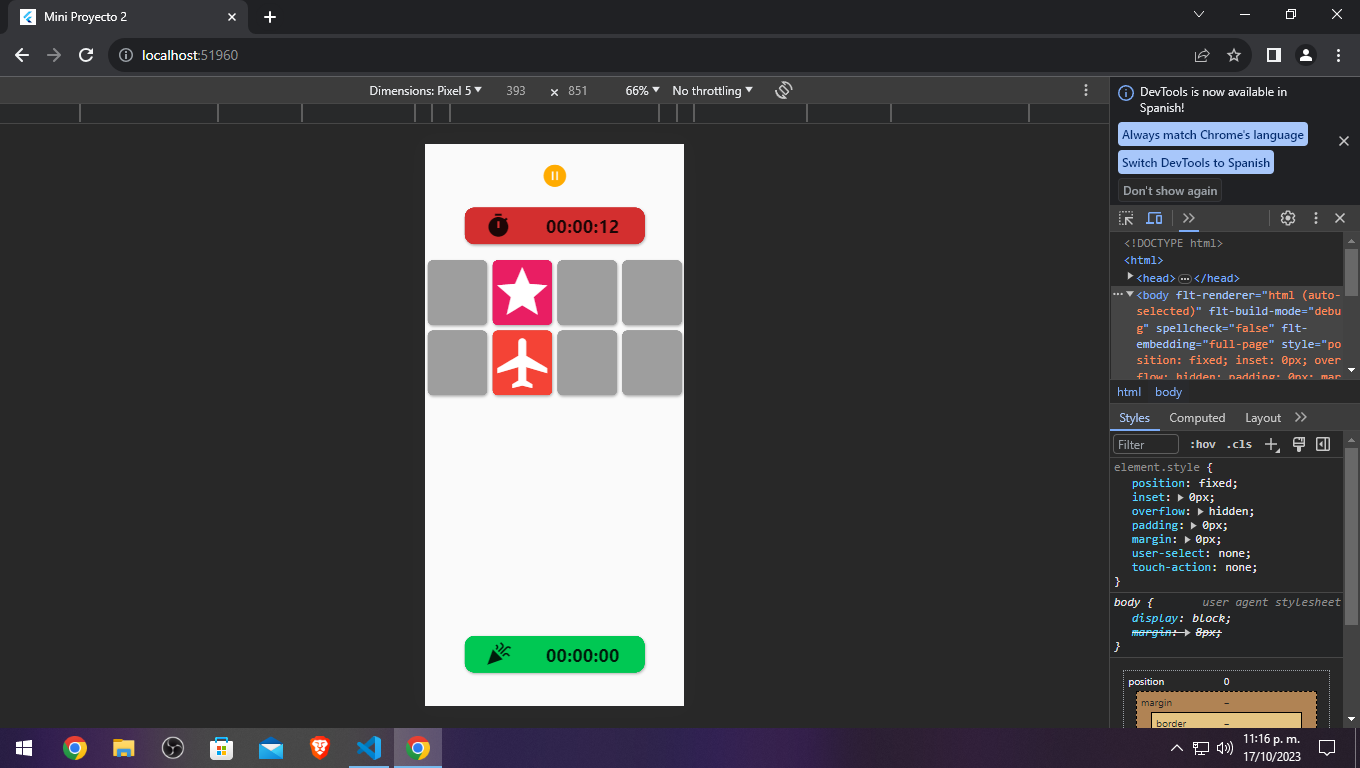 Mini Proyecto 2
localhost:51960
Dimensions: Pixel 5 393 × 851 66% No throttling
DevTools is now available in
Spanish!
Always match Chrome's language
Switch DevTools to Spanish
Don't show again
00:00:12
00:00:00
<!DOCTYPE html>
<html>
<head> ••• </head>
<body flt-renderer="html (auto-
selected)" flt-build-mode="debu
g" spellcheck="false" flt-
embedding="full-page" style="po
sition: fixed; inset: 0px; over
flow: hidden; padding: 0px; mar
html body
Styles Computed Layout
Filter :hov .cls
element.style {
position: fixed;
inset: 0px;
overflow: hidden;
padding: 0px;
margin: 0px;
user-select: none;
touch-action: none;
}
body { user agent stylesheet
display: block;
margin: 8px;
}
position 0
margin –
border –
11:16 p. m.
17/10/2023